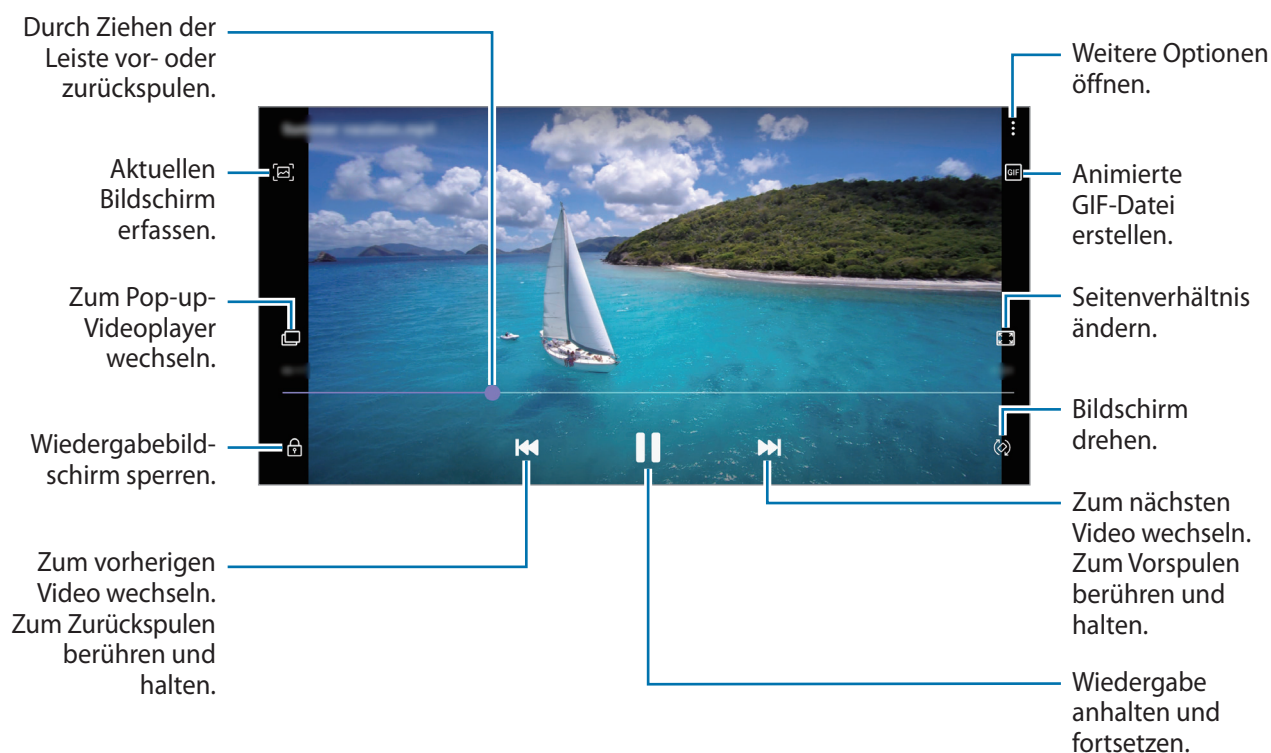 Durch Ziehen der
Leiste vor- oder
zurückspulen.
Aktuellen
Bildschirm
erfassen.
Zum Pop-up-
Videoplayer
wechseln.
Wiedergabebild-
schirm sperren.
Zum vorherigen
Video wechseln.
Zum Zurückspulen
berühren und
halten.
Weitere Optionen
öffnen.
GIF
Animierte
GIF-Datei
erstellen.
Seitenverhältnis
ändern.
Bildschirm
drehen.
Zum nächsten
Video wechseln.
Zum Vorspulen
berühren und
halten.
Wiedergabe
anhalten und
fortsetzen.